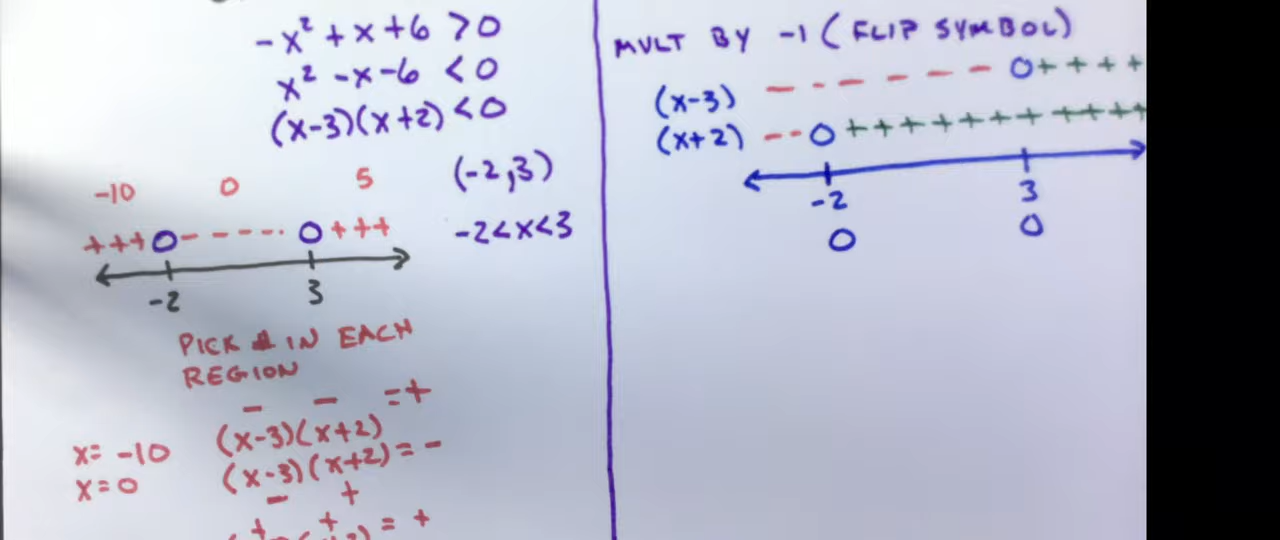 -x² + x + 6 > 0
x² - x - 6 < 0
(x-3)(x+2) < 0
-10 0 5
(-2,3)
+++0-----0+++
-2<x<3
-2 3
PICK # IN EACH
REGION
- - =+
(x-3)(x+2)
x= -10
(x-3)(x+2) = -
x=0
- +
+ + = +
MULT BY -1 (FLIP SYMBOL)
(x-3) ------0++++
(x+2) --0+++++++++++
-2 3
0 0